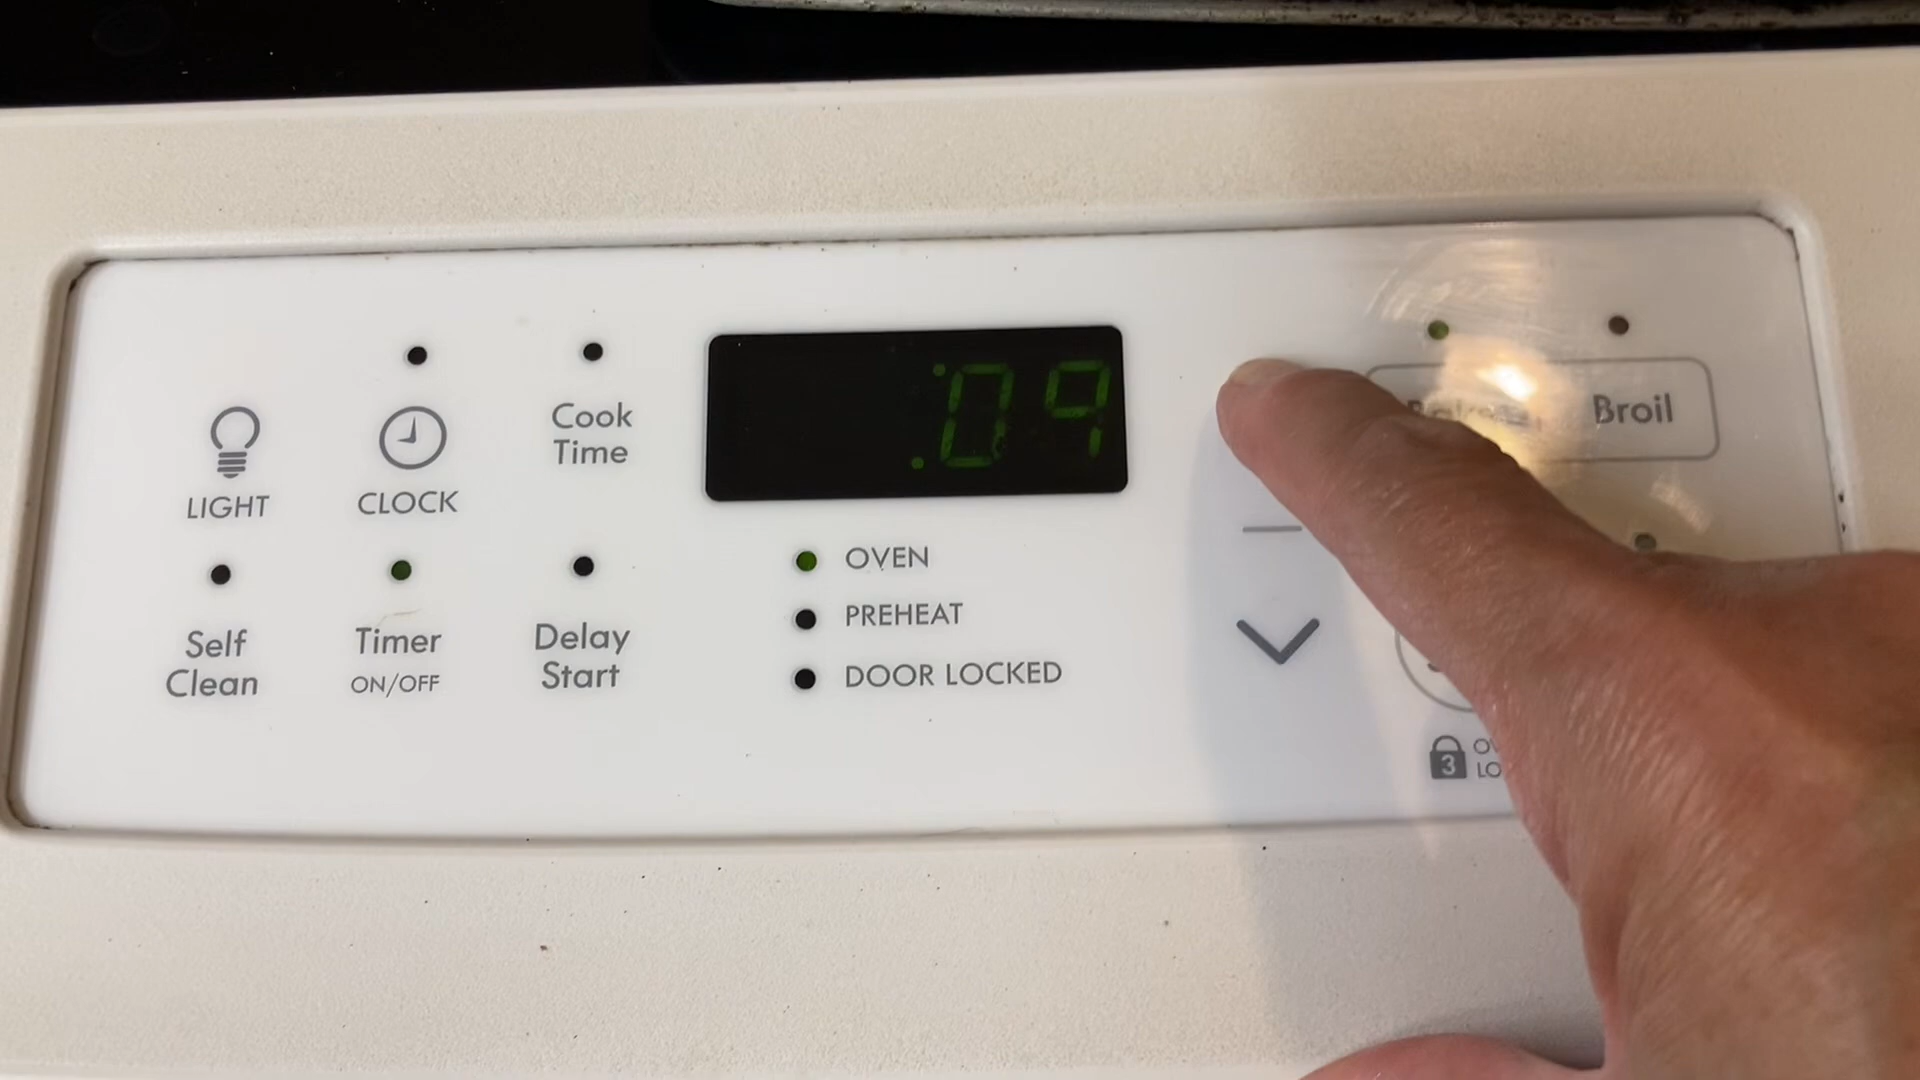 :09
Broil
Cook
Time
LIGHT
CLOCK
OVEN
PREHEAT
DOOR LOCKED
Self
Clean
Timer
ON/OFF
Delay
Start
3